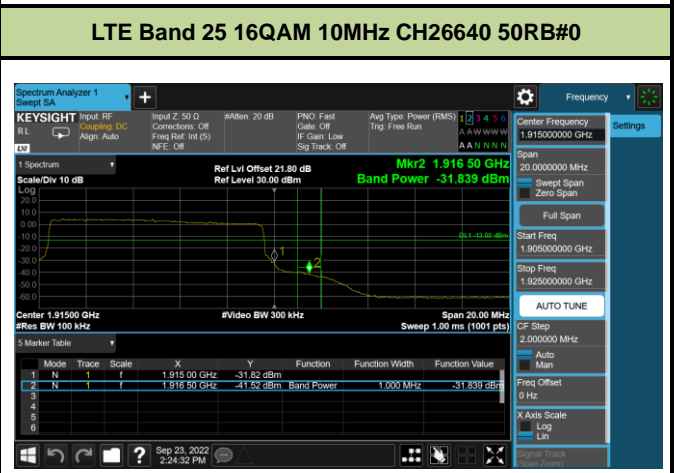 LTE Band 25 16QAM 10MHz CH26640 50RB#0
Spectrum Analyzer 1
Swept SA
Frequency
KEYSIGHT
RL
Input: RF
Coupling: DC
Align: Auto
Input Z: 50 Ω
Corrections: Off
Freq Ref: Int (S)
NFE: Off
#Atten: 20 dB
PNO: Fast
Gate: Off
IF Gain: Low
Sig Track: Off
Avg Type: Power (RMS)
Trig: Free Run
1 2 3 4 5 6
A A W W W W
A A N N N N
Settings
Center Frequency
1.915000000 GHz
Span
20.0000000 MHz
Swept Span
Zero Span
Full Span
Start Freq
1.905000000 GHz
Stop Freq
1.925000000 GHz
AUTO TUNE
CF Step
2.000000 MHz
Auto
Man
Freq Offset
0 Hz
X Axis Scale
Log
Lin
Signal Track
(Span Zoom)
1 Spectrum
Scale/Div 10 dB
Ref Lvl Offset 21.80 dB
Ref Level 30.00 dBm
Mkr2 1.916 50 GHz
Band Power -31.839 dBm
Log
20.0
10.0
0.00
-10.0
-20.0
-30.0
-40.0
-50.0
-60.0
DL1 -13.00 dBm
1
2
Center 1.91500 GHz
#Res BW 100 kHz
#Video BW 300 kHz
Span 20.00 MHz
Sweep 1.00 ms (1001 pts)
5 Marker Table
Mode Trace Scale X Y Function Function Width Function Value
1 N 1 f 1.915 00 GHz -31.82 dBm
2 N 1 f 1.916 50 GHz -41.52 dBm Band Power 1.000 MHz -31.839 dBm
3
4
5
6
Sep 23, 2022
2:24:32 PM